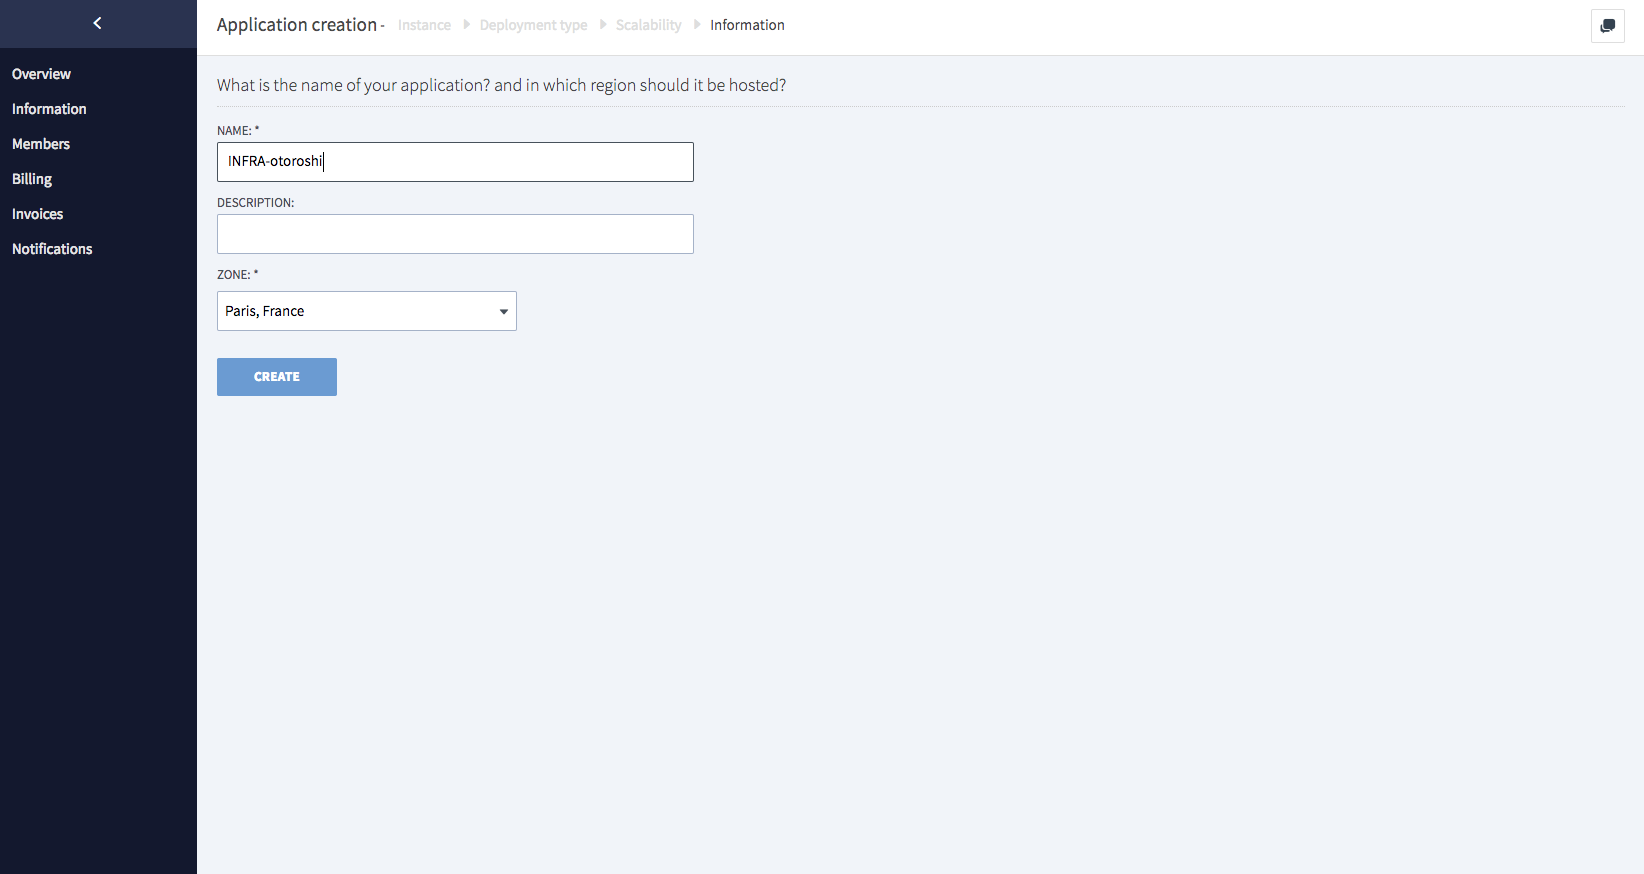 Application creation - Instance Deployment type Scalability Information
Overview
Information
Members
Billing
Invoices
Notifications
What is the name of your application? and in which region should it be hosted?
NAME: *
INFRA-otoroshi
DESCRIPTION:
ZONE: *
Paris, France
CREATE